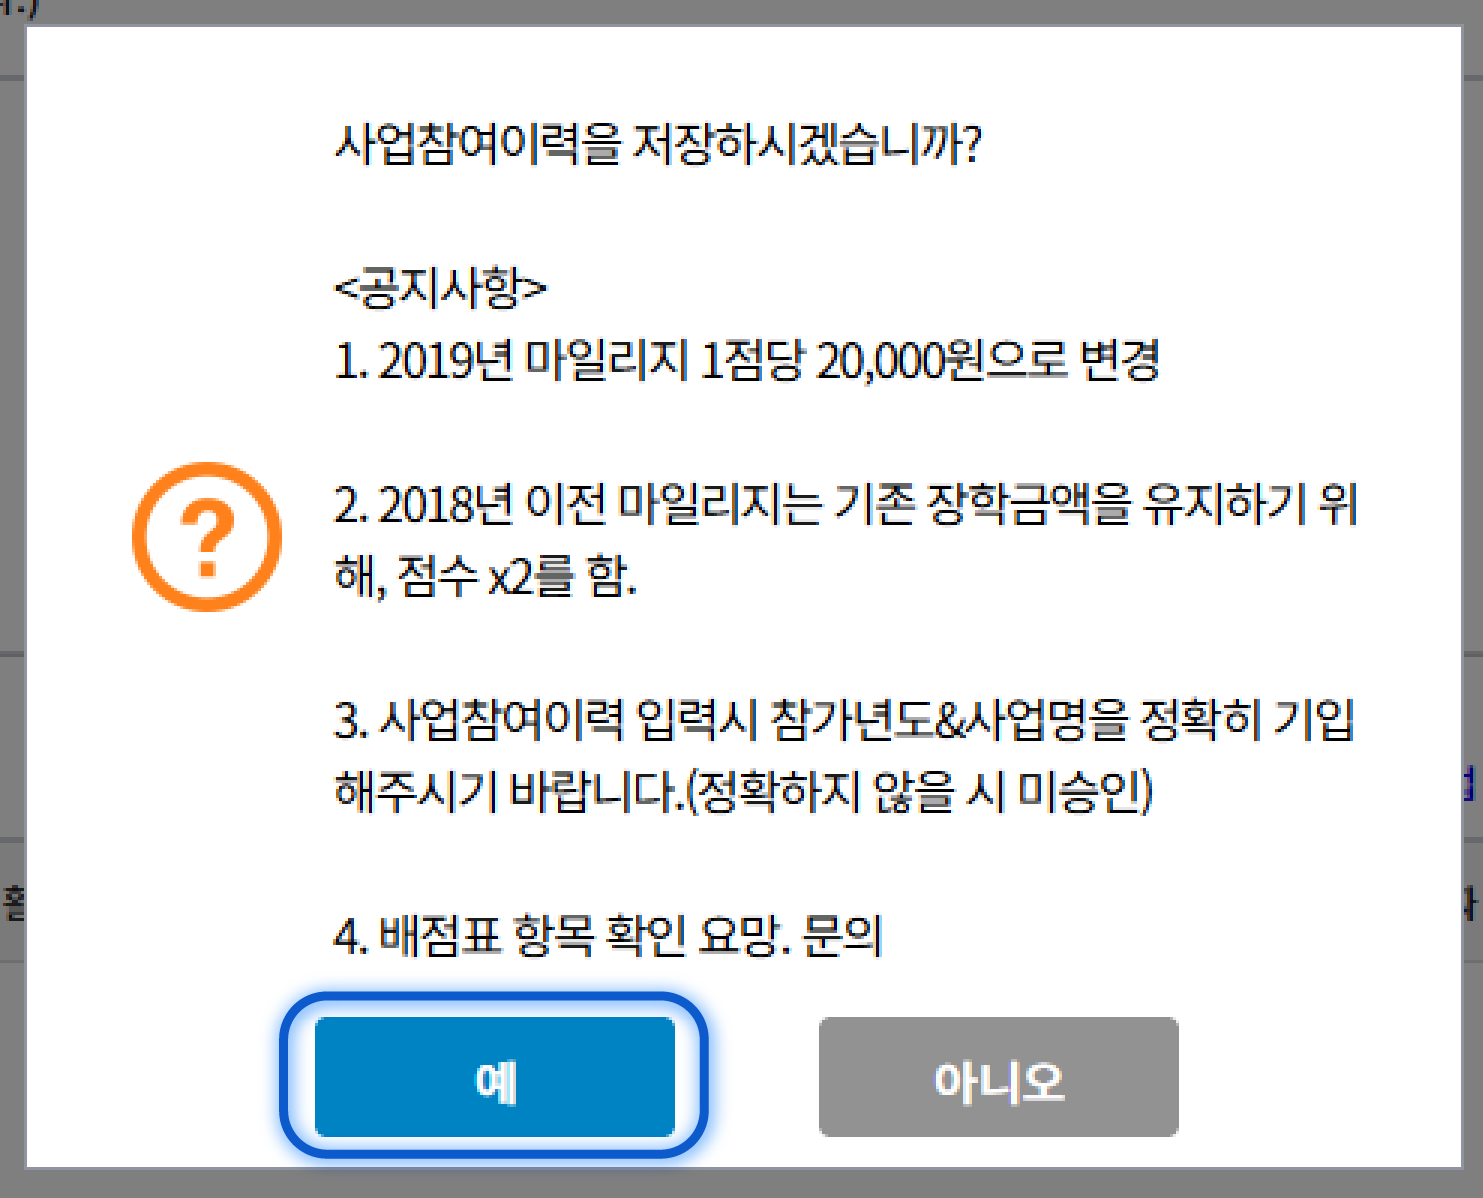 사업참여이력을 저장하시겠습니까?
<공지사항>
1. 2019년 마일리지 1점당 20,000원으로 변경
2. 2018년 이전 마일리지는 기존 장학금액을 유지하기 위
해, 점수 x2를 함.
3. 사업참여이력 입력시 참가년도&사업명을 정확히 기입
해주시기 바랍니다.(정확하지 않을 시 미승인)
4. 배점표 항목 확인 요망. 문의
예
아니오